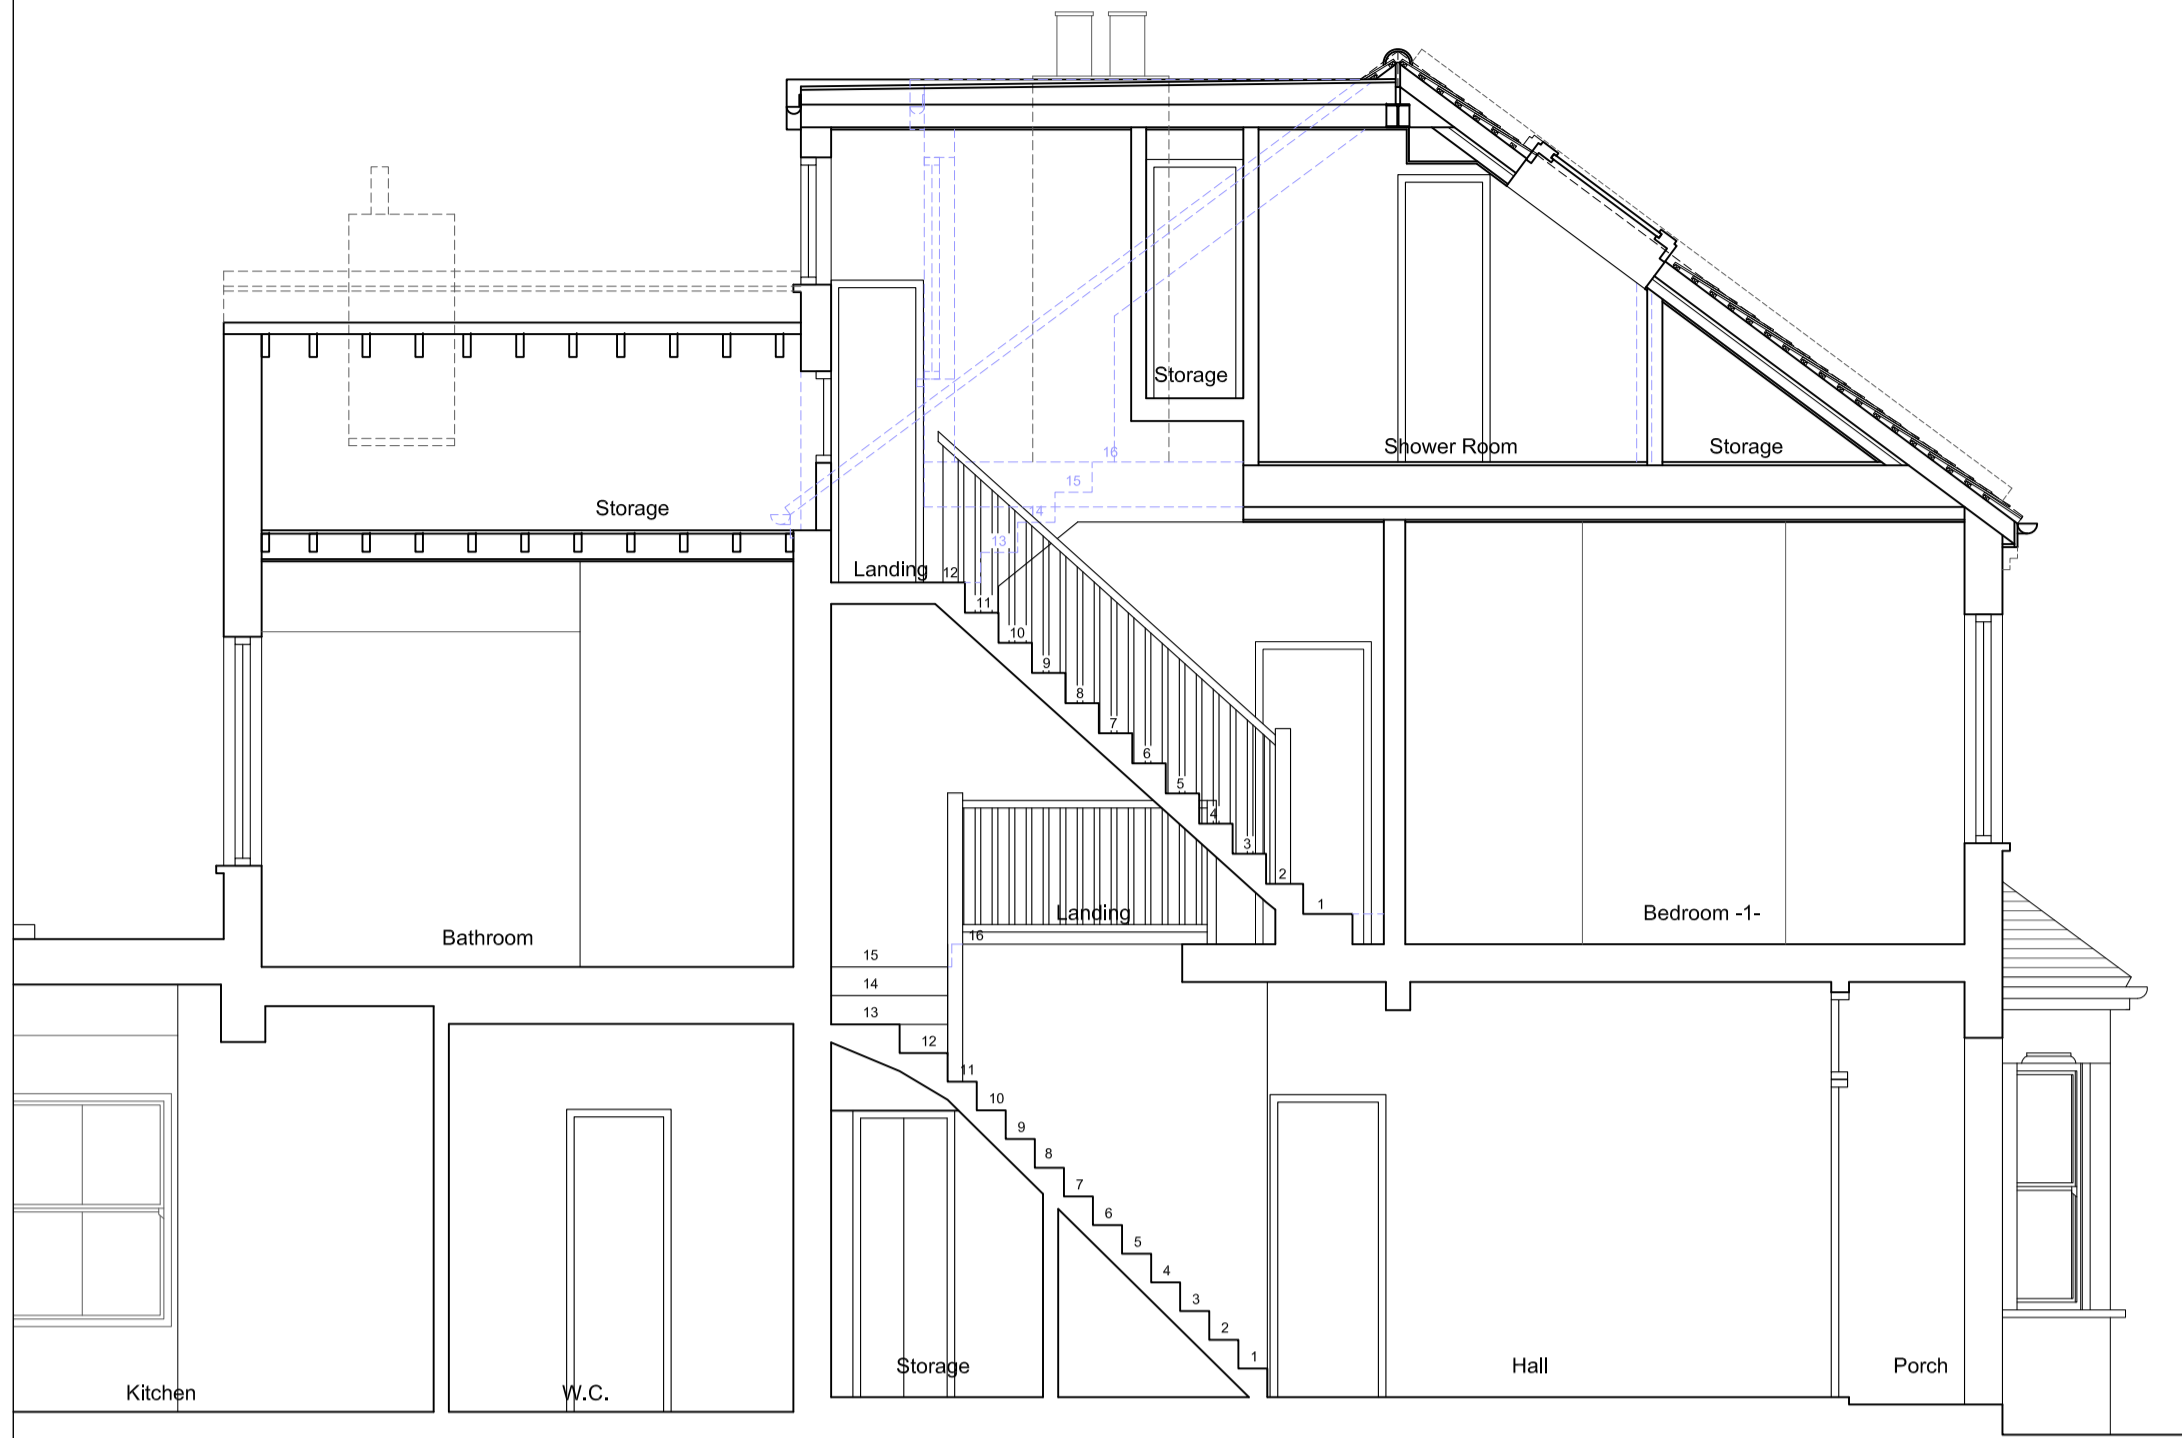 Storage
Shower Room
Storage
16
15
Storage
14
13
Landing
12
11
10
9
8
7
6
5
4
3
2
1
Landing
Bedroom -1-
Bathroom
16
15
14
13
12
11
10
9
8
7
6
5
4
3
2
1
Storage
Hall
Porch
Kitchen
W.C.